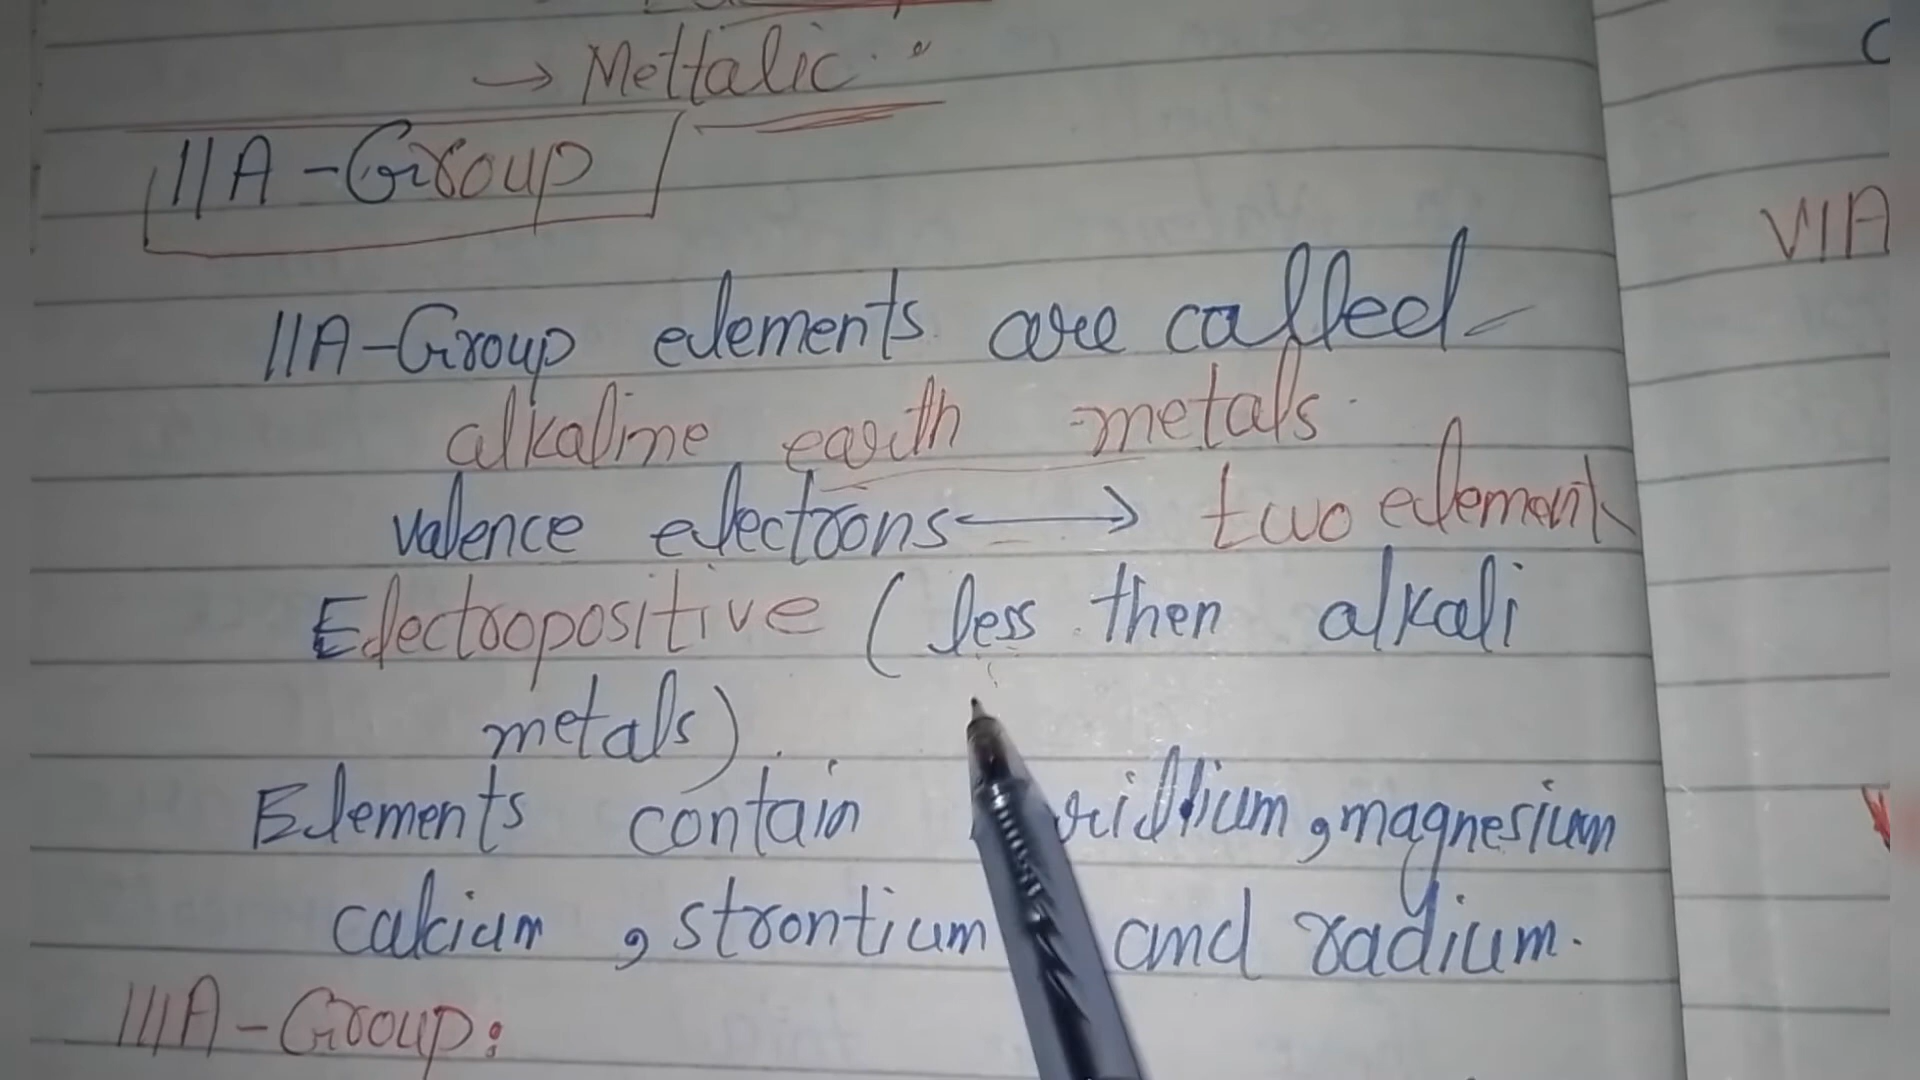 → Mettalic
IIA-Group
IIA-Group elements are called
alkaline earth metals.
valence electrons → two element
Electropositive (less then alkali
metals).
Elements contain magnesium
calcium, strontium and radium.
IIIA-Group:
VIA